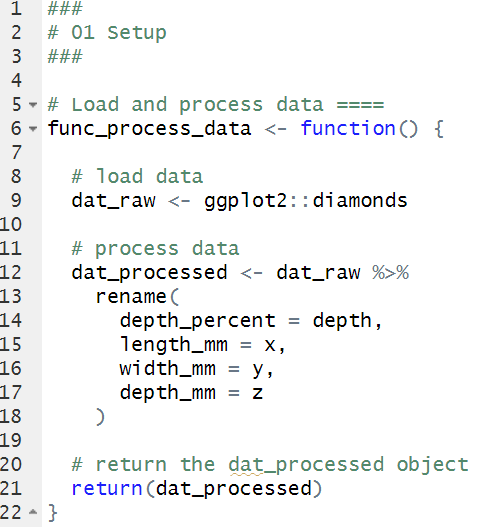 1 ###
2 # 01 Setup
3 ###
4
5 # Load and process data ====
6 func_process_data <- function() {
7
8   # load data
9   dat_raw <- ggplot2::diamonds
10
11   # process data
12   dat_processed <- dat_raw %>%
13     rename(
14       depth_percent = depth,
15       length_mm = x,
16       width_mm = y,
17       depth_mm = z
18     )
19
20   # return the dat_processed object
21   return(dat_processed)
22 }